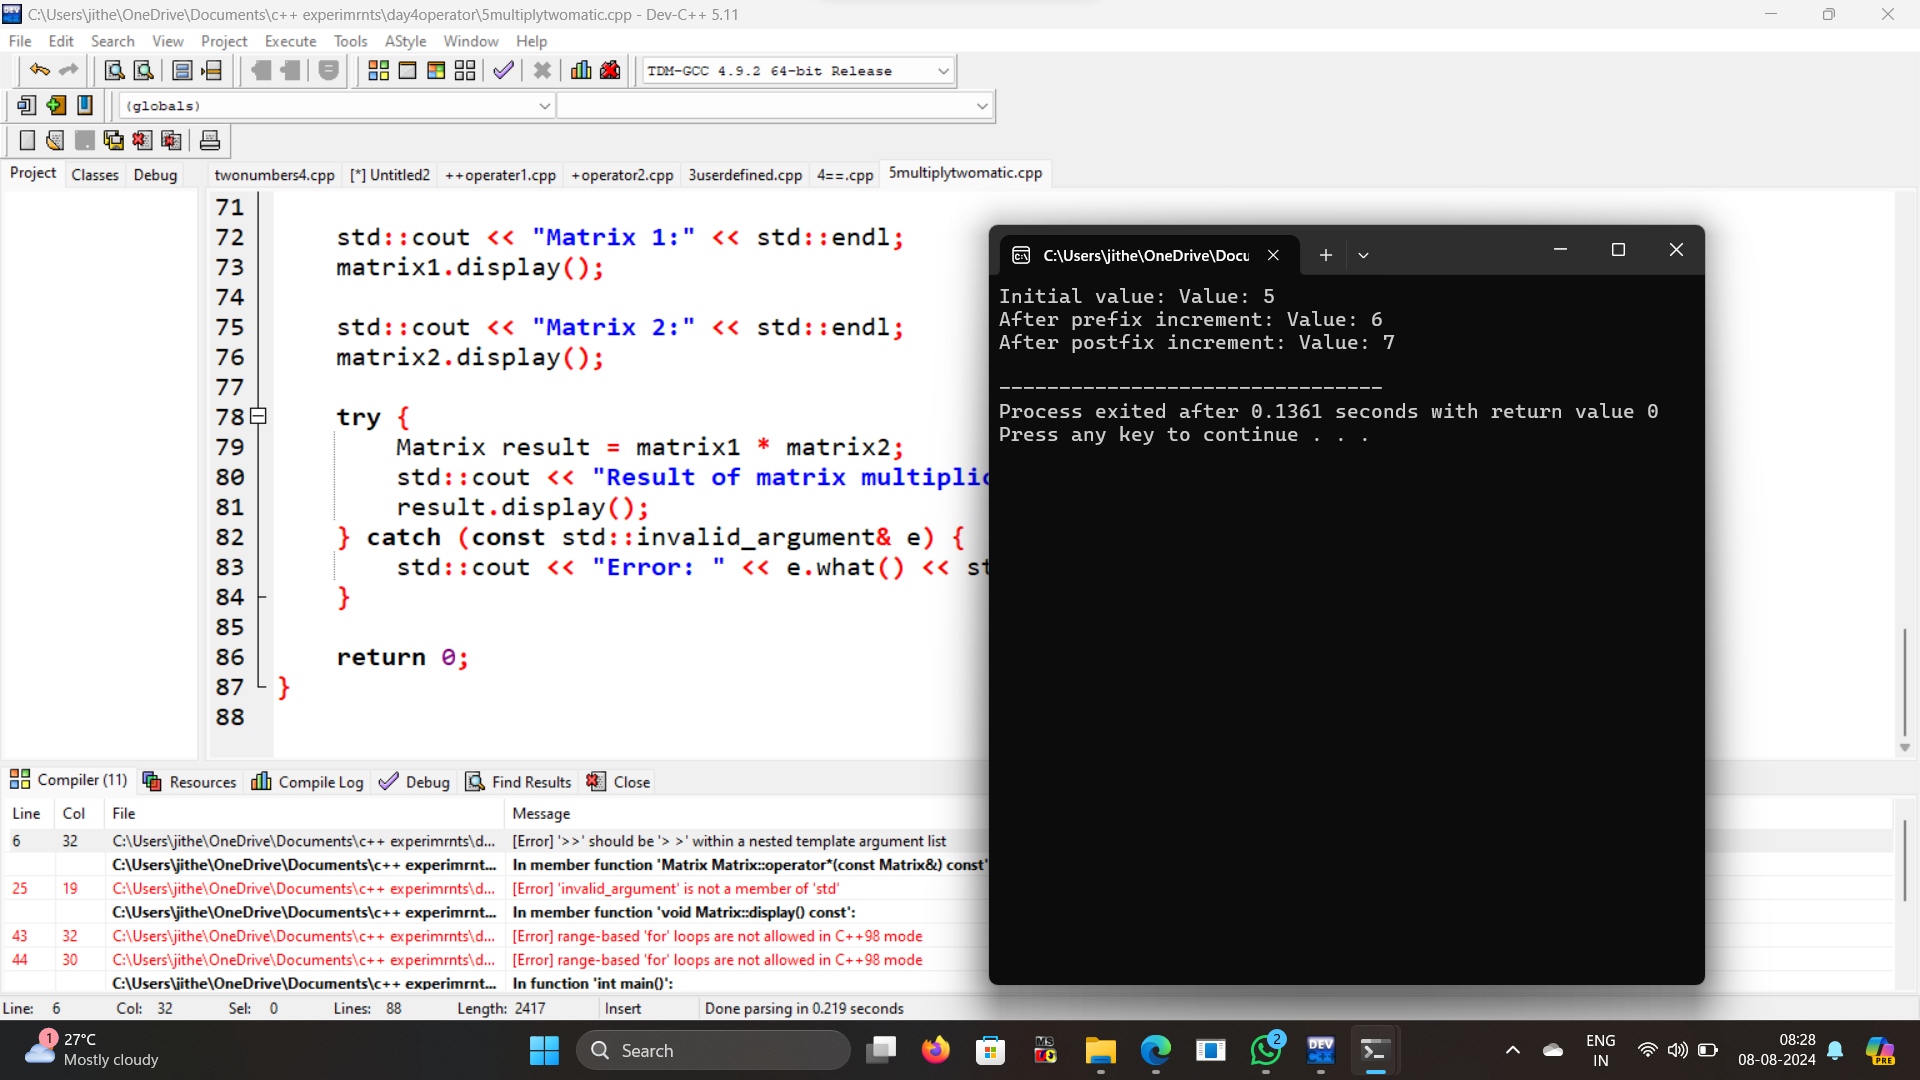 C:\Users\jithe\OneDrive\Documents\c++ experimrnts\day4operator\5multiplytwomatic.cpp - Dev-C++ 5.11
File Edit Search View Project Execute Tools AStyle Window Help
TDM-GCC 4.9.2 64-bit Release
(globals)
Project Classes Debug
twonumbers4.cpp [*] Untitled2 ++operater1.cpp +operator2.cpp 3userdefined.cpp 4==.cpp 5multiplytwomatic.cpp
71
72 std::cout << "Matrix 1:" << std::endl;
73 matrix1.display();
74
75 std::cout << "Matrix 2:" << std::endl;
76 matrix2.display();
77
78 try {
79 Matrix result = matrix1 * matrix2;
80 std::cout << "Result of matrix multiplic
81 result.display();
82 } catch (const std::invalid_argument& e) {
83 std::cout << "Error: " << e.what() << st
84 }
85
86 return 0;
87 }
88
C:\Users\jithe\OneDrive\Docu
Initial value: Value: 5
After prefix increment: Value: 6
After postfix increment: Value: 7
--------------------------------
Process exited after 0.1361 seconds with return value 0
Press any key to continue . . .
Compiler (11) Resources Compile Log Debug Find Results Close
Line Col File Message
6 32 C:\Users\jithe\OneDrive\Documents\c++ experimrnts\d... [Error] '>>' should be '> >' within a nested template argument list
C:\Users\jithe\OneDrive\Documents\c++ experimrnt... In member function 'Matrix Matrix::operator*(const Matrix&) const'
25 19 C:\Users\jithe\OneDrive\Documents\c++ experimrnts\d... [Error] 'invalid_argument' is not a member of 'std'
C:\Users\jithe\OneDrive\Documents\c++ experimrnt... In member function 'void Matrix::display() const':
43 32 C:\Users\jithe\OneDrive\Documents\c++ experimrnts\d... [Error] range-based 'for' loops are not allowed in C++98 mode
44 30 C:\Users\jithe\OneDrive\Documents\c++ experimrnts\d... [Error] range-based 'for' loops are not allowed in C++98 mode
C:\Users\jithe\OneDrive\Documents\c++ experimrnt... In function 'int main()':
Line: 6 Col: 32 Sel: 0 Lines: 88 Length: 2417 Insert Done parsing in 0.219 seconds
1
27°C
Mostly cloudy
Search
MS
2
DEV
ENG
IN
08:28
08-08-2024
PRE